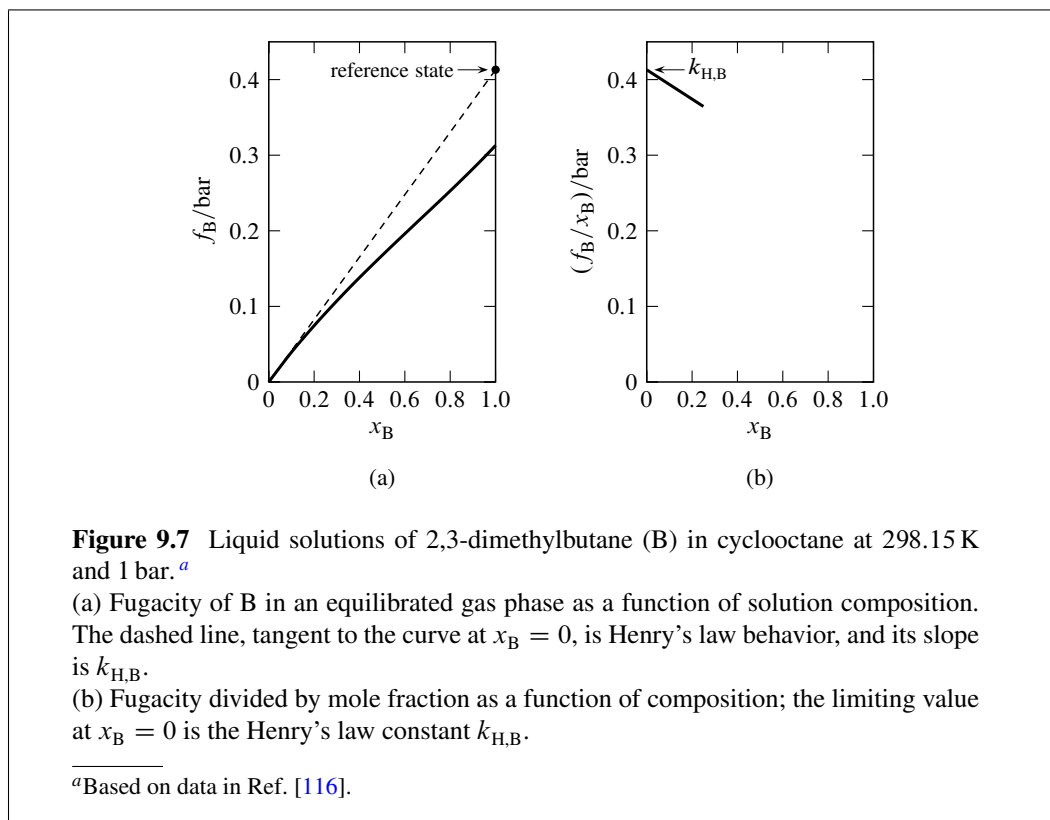 reference state
k_H,B
0.4
0.3
0.2
0.1
0
f_B/bar
0 0.2 0.4 0.6 0.8 1.0
x_B
(a)
0.4
0.3
0.2
0.1
0
(f_B/x_B)/bar
0 0.2 0.4 0.6 0.8 1.0
x_B
(b)
Figure 9.7 Liquid solutions of 2,3-dimethylbutane (B) in cyclooctane at 298.15 K
and 1 bar. a
(a) Fugacity of B in an equilibrated gas phase as a function of solution composition.
The dashed line, tangent to the curve at x_B = 0, is Henry's law behavior, and its slope
is k_H,B.
(b) Fugacity divided by mole fraction as a function of composition; the limiting value
at x_B = 0 is the Henry's law constant k_H,B.
aBased on data in Ref. [116].